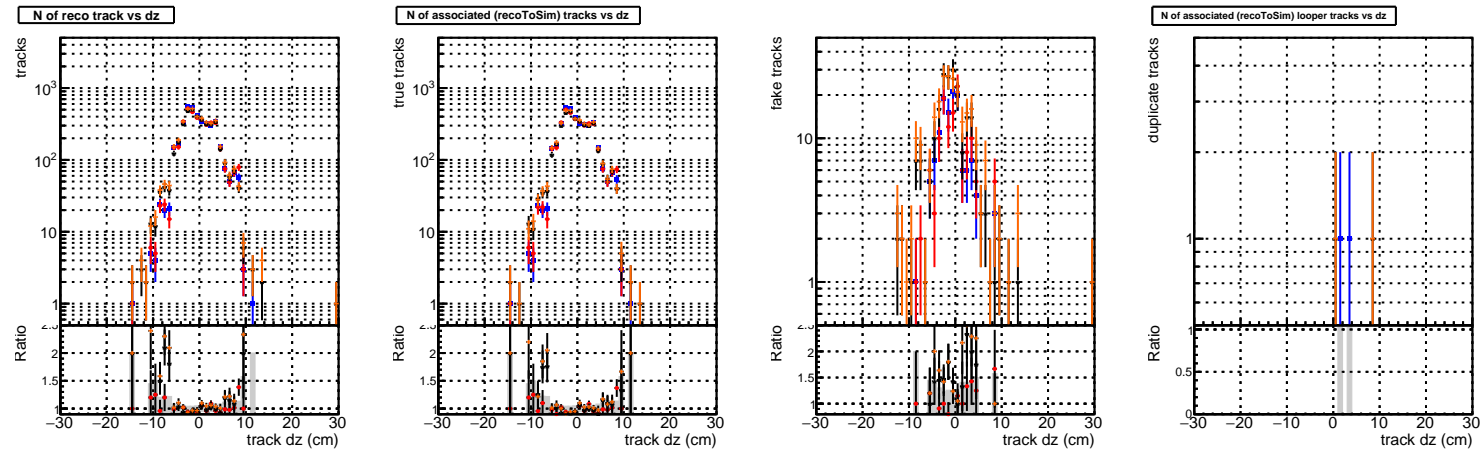 N of reco track vs dz
tracks
10³
10²
10
1
Ratio
2.5
2
1.5
1
−30 −20 −10 0 10 20 30
track dz (cm)
N of associated (recoToSim) tracks vs dz
true tracks
10³
10²
10
1
Ratio
2.5
2
1.5
1
−30 −20 −10 0 10 20 30
track dz (cm)
fake tracks
10
1
Ratio
2.5
2
1.5
1
−30 −20 −10 0 10 20 30
track dz (cm)
N of associated (recoToSim) looper tracks vs dz
duplicate tracks
1
Ratio
1
0.5
0
−30 −20 −10 0 10 20 30
track dz (cm)